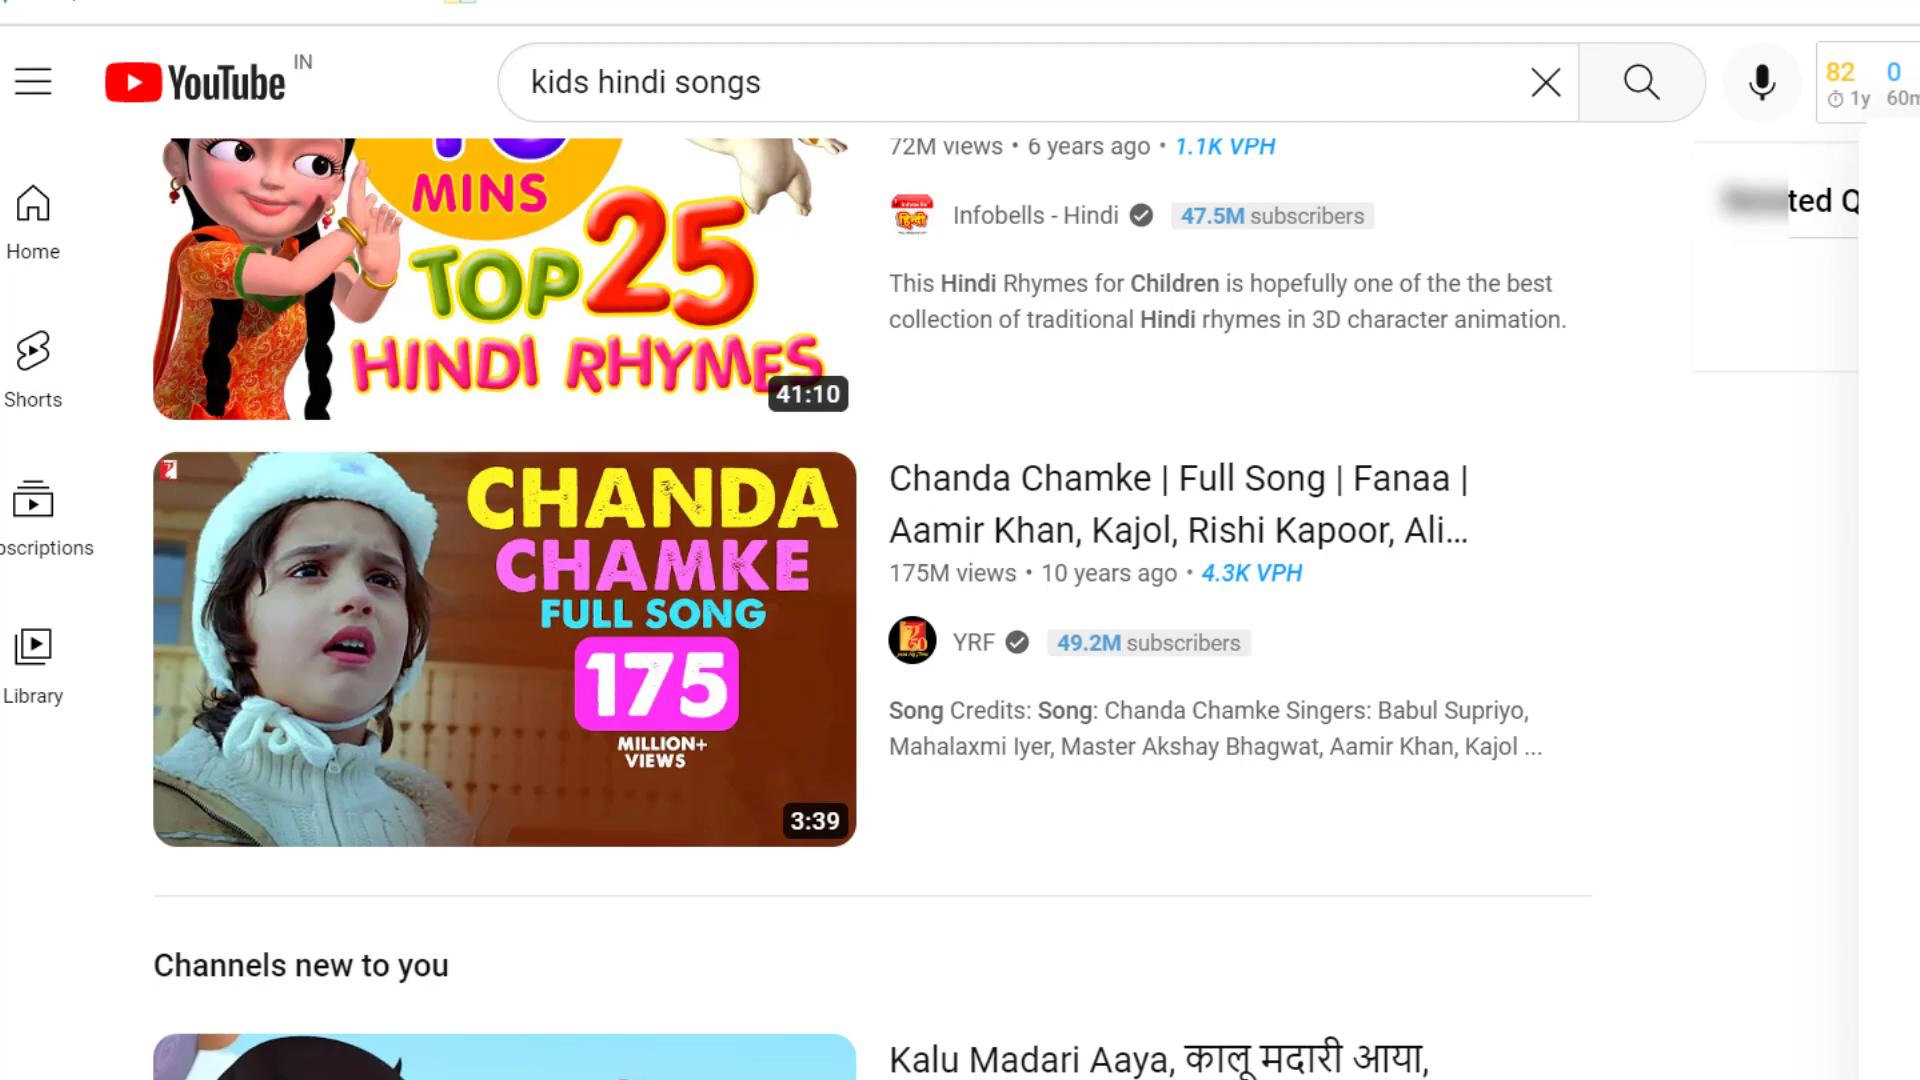 YouTube IN
kids hindi songs
82 0
1y 60m
Home
Shorts
bscriptions
Library
MINS
TOP 25
HINDI RHYMES
41:10
72M views • 6 years ago • 1.1K VPH
Infobells - Hindi 47.5M subscribers
This Hindi Rhymes for Children is hopefully one of the the best
collection of traditional Hindi rhymes in 3D character animation.
ted Q
CHANDA
CHAMKE
FULL SONG
175
MILLION+
VIEWS
3:39
Chanda Chamke | Full Song | Fanaa |
Aamir Khan, Kajol, Rishi Kapoor, Ali...
175M views • 10 years ago • 4.3K VPH
YRF 49.2M subscribers
Song Credits: Song: Chanda Chamke Singers: Babul Supriyo,
Mahalaxmi Iyer, Master Akshay Bhagwat, Aamir Khan, Kajol ...
Channels new to you
Kalu Madari Aaya, कालू मदारी आया,